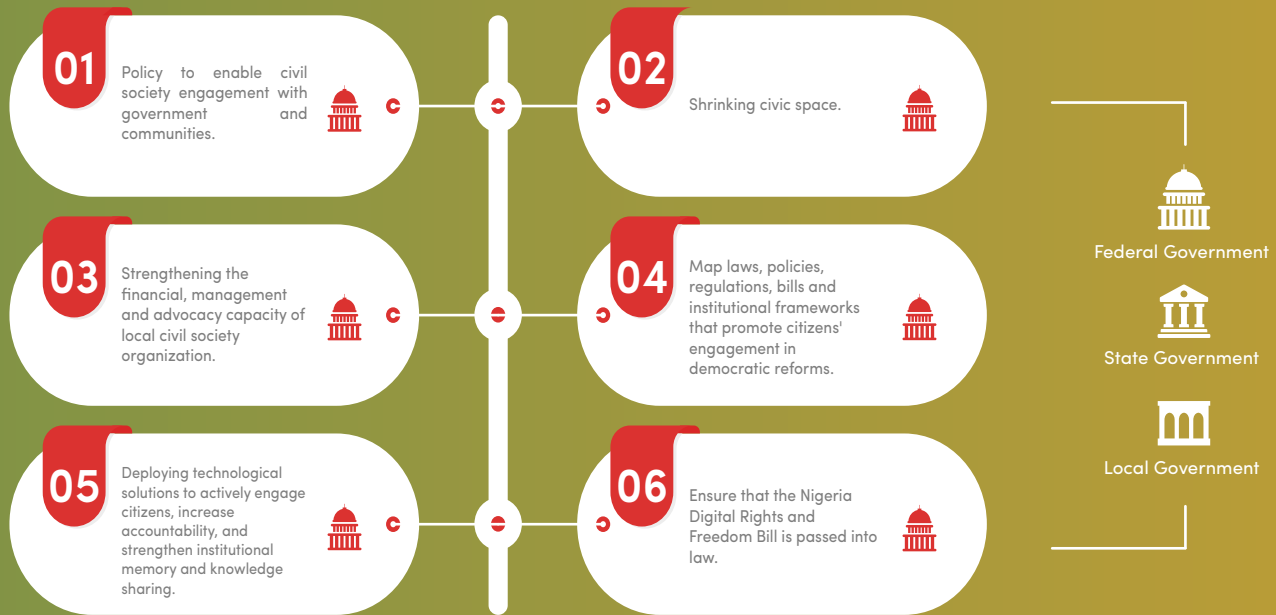 01
Policy to enable civil
society engagement with
government and
communities.
02
Shrinking civic space.
03
Strengthening the
financial, management
and advocacy capacity of
local civil society
organization.
04
Map laws, policies,
regulations, bills and
institutional frameworks
that promote citizens'
engagement in
democratic reforms.
05
Deploying technological
solutions to actively engage
citizens, increase
accountability, and
strengthen institutional
memory and knowledge
sharing.
06
Ensure that the Nigeria
Digital Rights and
Freedom Bill is passed into
law.
Federal Government
State Government
Local Government